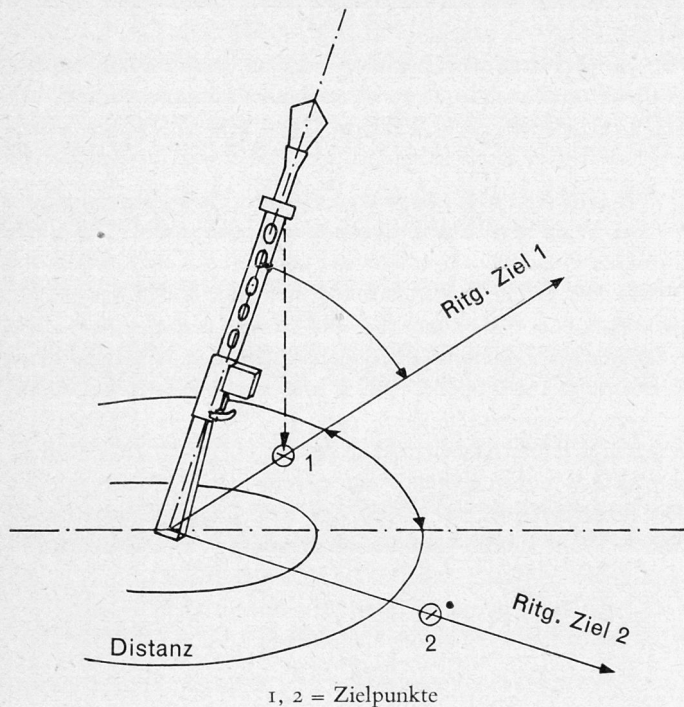 Ritg. Ziel 1
1
Ritg. Ziel 2
2
Distanz
1, 2 = Zielpunkte